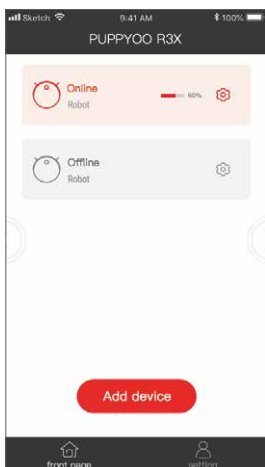 Sketch 9:41 AM 100%
PUPPYOO R3X
Online
Robot
60%
Offline
Robot
Add device
front page setting